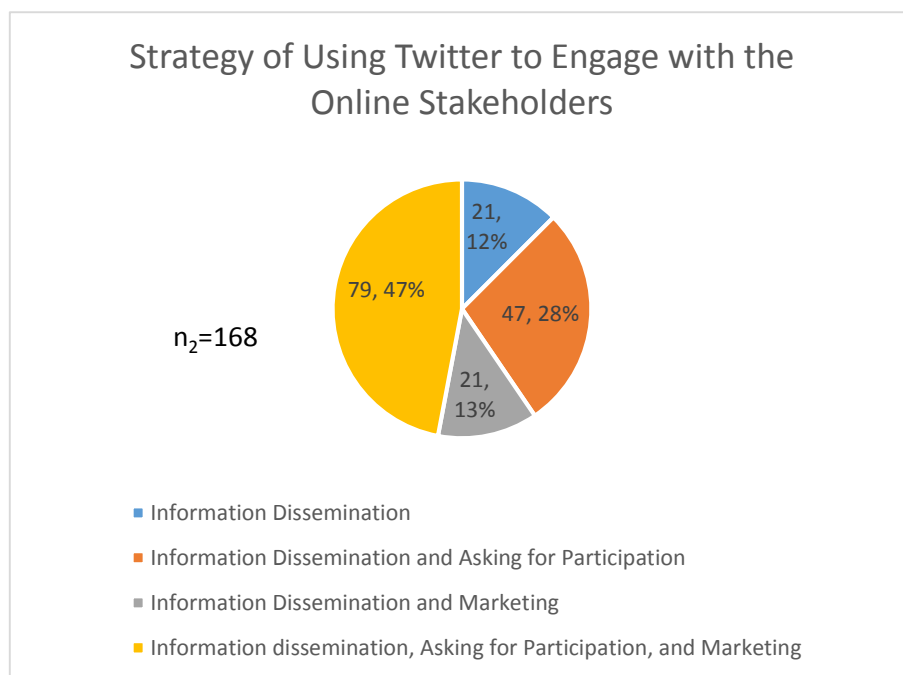 Strategy of Using Twitter to Engage with the
Online Stakeholders
21,
12%
79, 47%
47, 28%
n₂=168
21,
13%
Information Dissemination
Information Dissemination and Asking for Participation
Information Dissemination and Marketing
Information dissemination, Asking for Participation, and Marketing